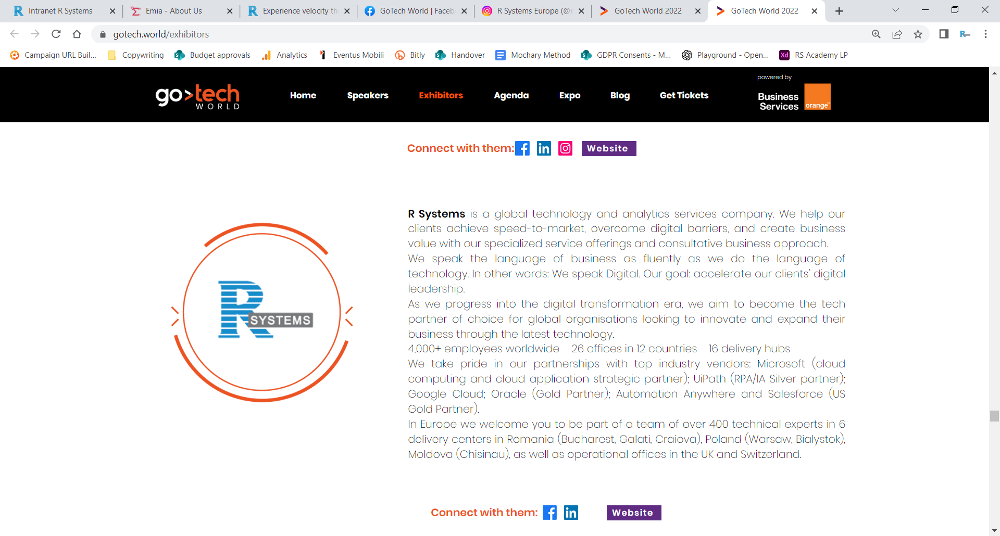 Intranet R Systems
Emia - About Us
Experience velocity th
GoTech World | Faceb
R Systems Europe (@r
GoTech World 2022
GoTech World 2022
gotech.world/exhibitors
Campaign URL Buil...
Copywriting
Budget approvals
Analytics
Eventus Mobili
Bitly
Handover
Mochary Method
GDPR Consents - M...
Playground - Open...
Xd
RS Academy LP
go>tech
WORLD
Home
Speakers
Exhibitors
Agenda
Expo
Blog
Get Tickets
powered by
Business
Services
orange™
Connect with them:
Website
R Systems is a global technology and analytics services company. We help our
clients achieve speed-to-market, overcome digital barriers, and create business
value with our specialized service offerings and consultative business approach.
We speak the language of business as fluently as we do the language of
technology. In other words: We speak Digital. Our goal: accelerate our clients' digital
leadership.
As we progress into the digital transformation era, we aim to become the tech
partner of choice for global organisations looking to innovate and expand their
business through the latest technology.
4,000+ employees worldwide 26 offices in 12 countries 16 delivery hubs
We take pride in our partnerships with top industry vendors: Microsoft (cloud
computing and cloud application strategic partner); UiPath (RPA/IA Silver partner);
Google Cloud; Oracle (Gold Partner); Automation Anywhere and Salesforce (US
Gold Partner).
In Europe we welcome you to be part of a team of over 400 technical experts in 6
delivery centers in Romania (Bucharest, Galati, Craiova), Poland (Warsaw, Bialystok),
Moldova (Chisinau), as well as operational offices in the UK and Switzerland.
R SYSTEMS
Connect with them:
Website